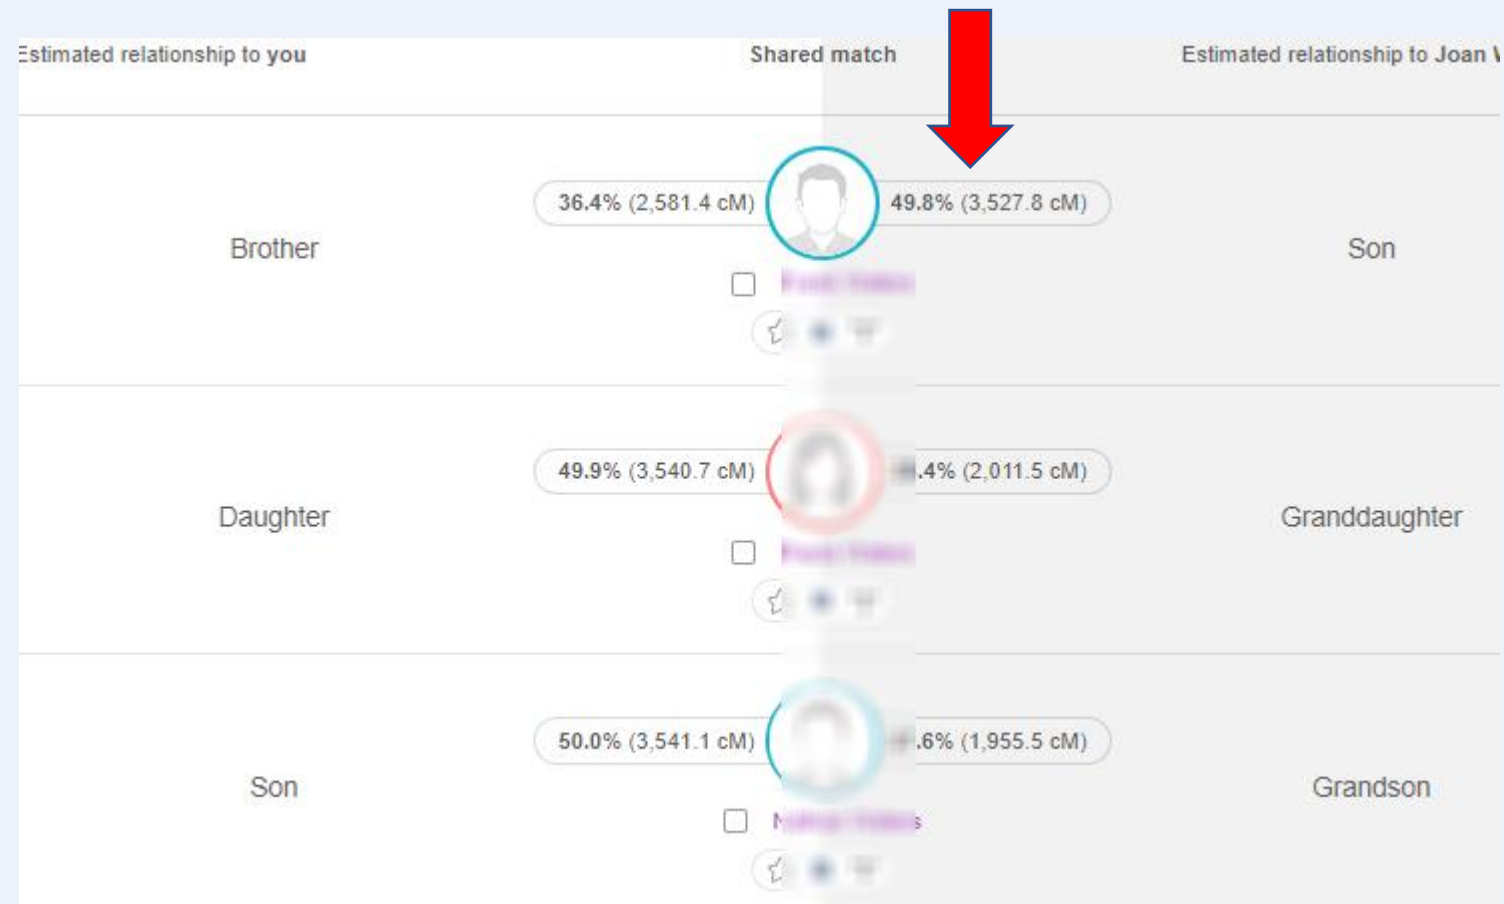 Estimated relationship to you Shared match Estimated relationship to Joan
36.4% (2,581.4 cM) 49.8% (3,527.8 cM)
Brother Son
49.9% (3,540.7 cM) .4% (2,011.5 cM)
Daughter Granddaughter
50.0% (3,541.1 cM) .6% (1,955.5 cM)
Son Grandson